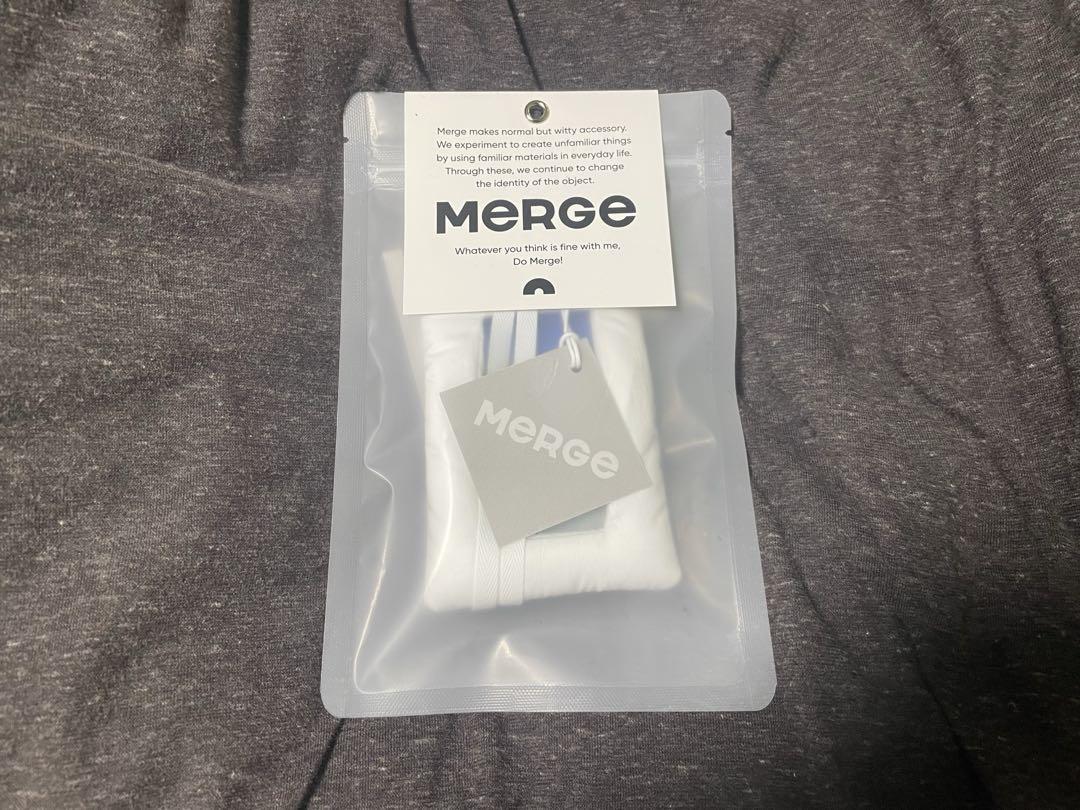 Merge makes normal but witty accessory.
We experiment to create unfamiliar things
by using familiar materials in everyday life.
Through these, we continue to change
the identity of the object.
MeRGe
Whatever you think is fine with me,
Do Merge!
MeRGe